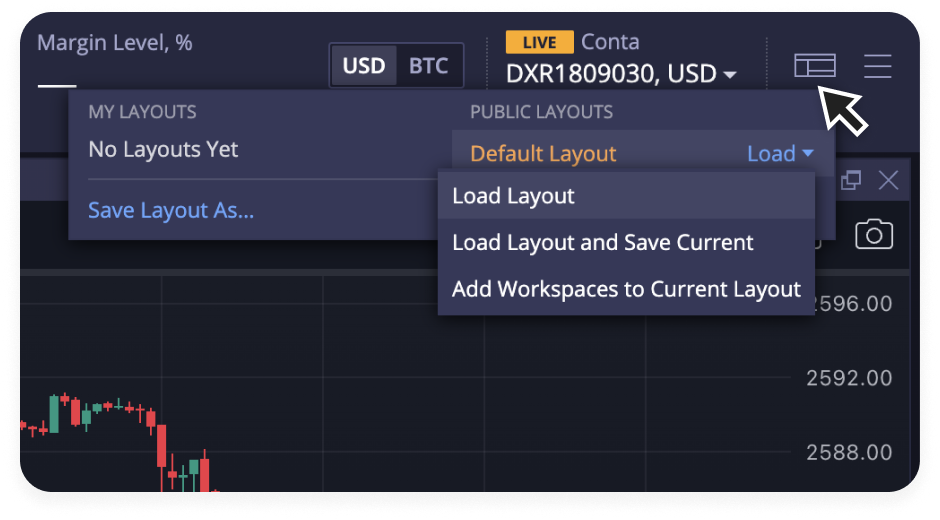 Margin Level, %
USD BTC
LIVE Conta
DXR1809030, USD
MY LAYOUTS
No Layouts Yet
Save Layout As...
PUBLIC LAYOUTS
Default Layout Load
Load Layout
Load Layout and Save Current
Add Workspaces to Current Layout
2596.00
2592.00
2588.00